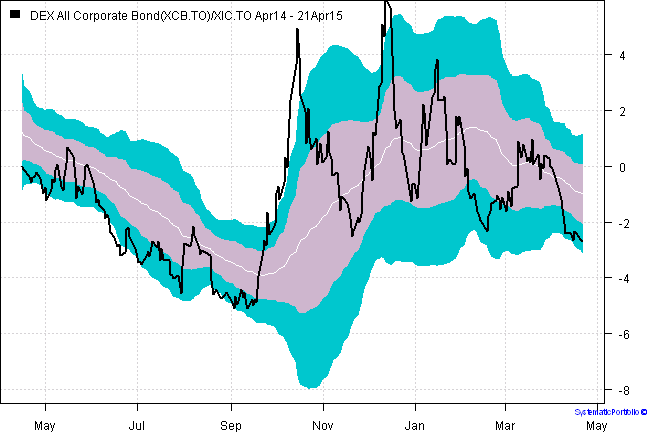 DEX All Corporate Bond(XCB.TO)/XIC.TO Apr14 - 21Apr15
4
2
0
-2
-4
-6
-8
SystematicPortfolio ©
May Jul Sep Nov Jan Mar May